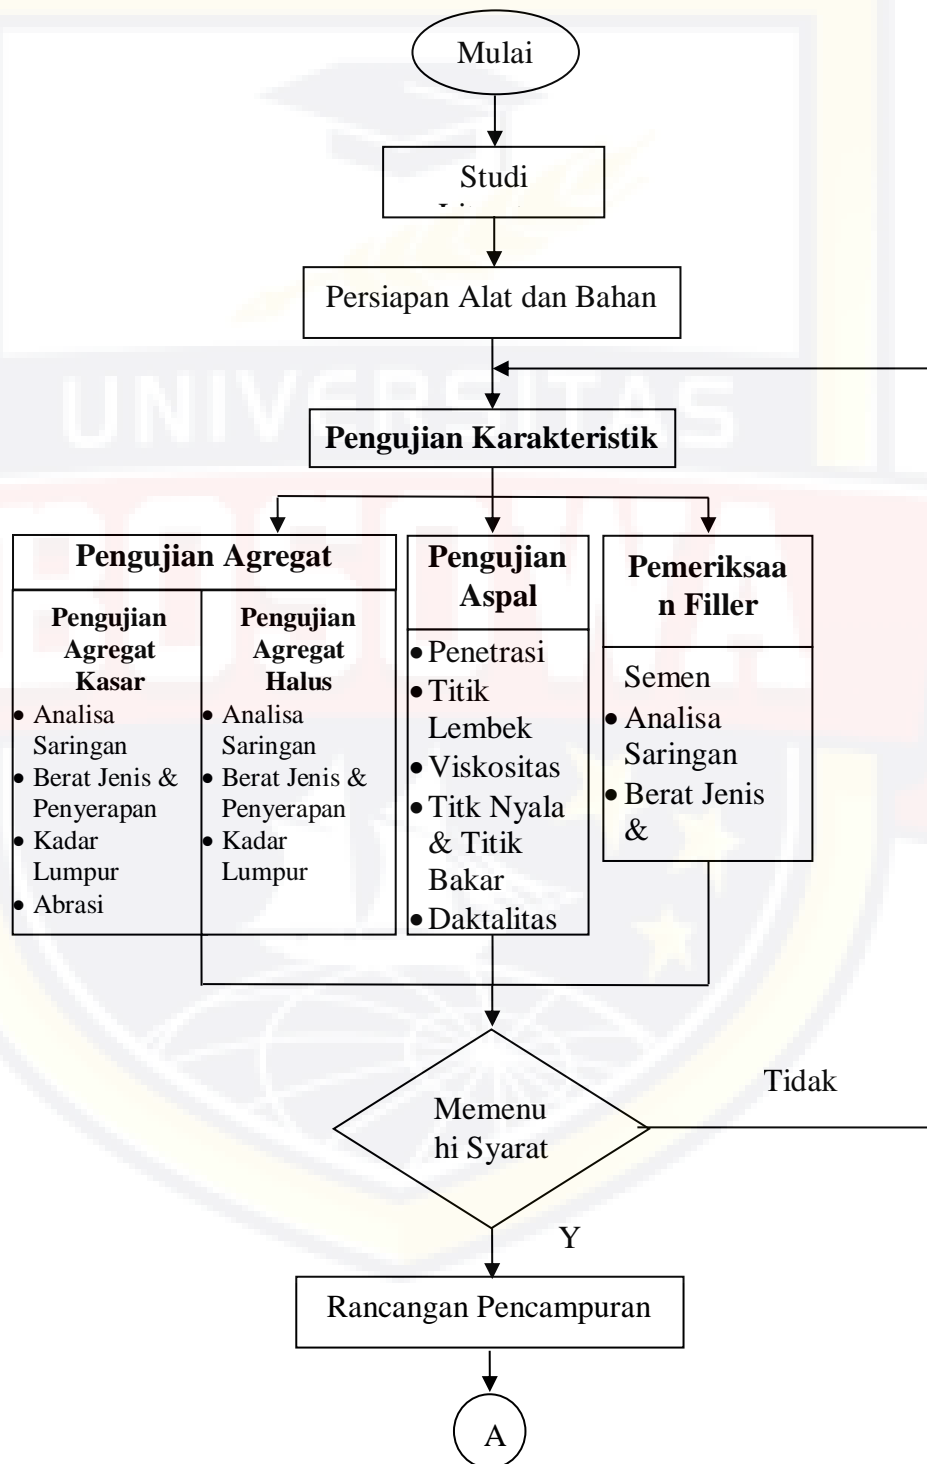 Mulai
Studi
Persiapan Alat dan Bahan
UNIVERSITAS
Pengujian Karakteristik
BOSOWA
Pengujian Agregat
Pengujian
Agregat
Kasar
• Analisa
Saringan
• Berat Jenis &
Penyerapan
• Kadar
Lumpur
• Abrasi
Pengujian
Agregat
Halus
• Analisa
Saringan
• Berat Jenis &
Penyerapan
• Kadar
Lumpur
Pengujian
Aspal
• Penetrasi
• Titik
Lembek
• Viskositas
• Titk Nyala
& Titik
Bakar
• Daktalitas
Pemeriksaa
n Filler
Semen
• Analisa
Saringan
• Berat Jenis
&
Memenu
hi Syarat
Tidak
Y
Rancangan Pencampuran
A